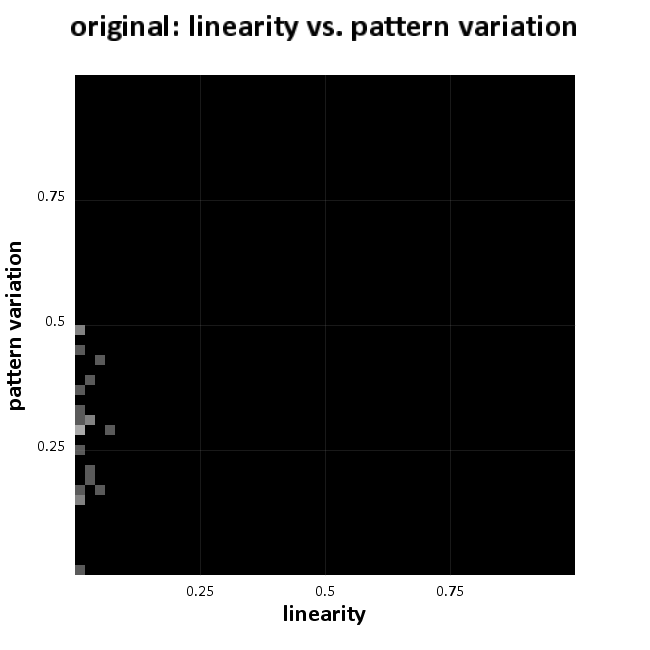 original: linearity vs. pattern variation
0.75
0.5
0.25
pattern variation
0.25 0.5 0.75
linearity